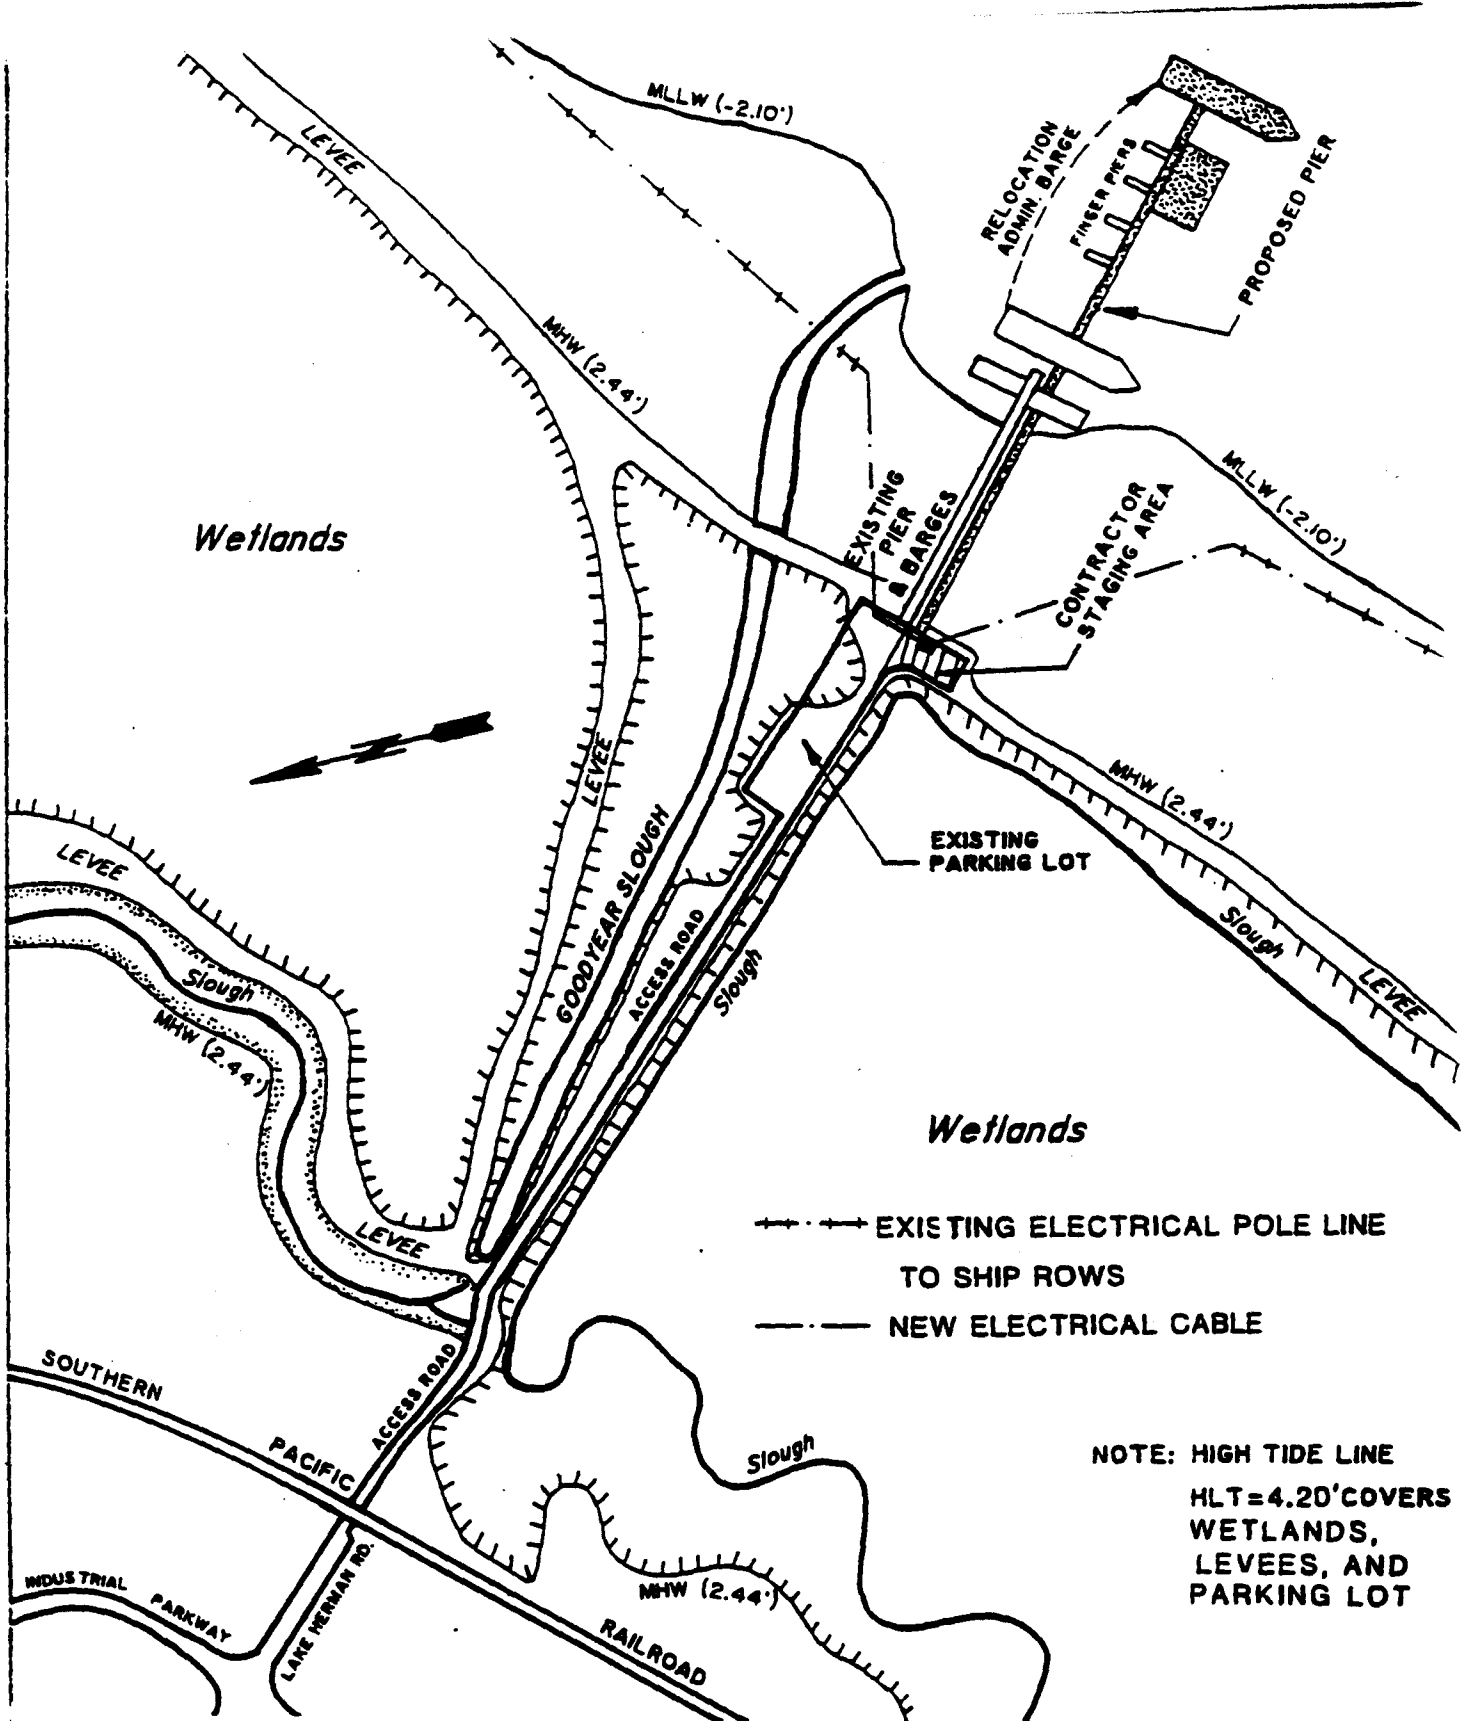 MLLW (-2.10')
LEVEE
RELOCATION
ADMIN. BARGE
FINGER PIERS
PROPOSED PIER
MHW (2.44')
EXISTING
PIER
& BARGES
CONTRACTOR
STAGING AREA
MLLW (-2.10')
Wetlands
LEVEE
MHW (2.44')
EXISTING
PARKING LOT
LEVEE
GOODYEAR SLOUGH
ACCESS ROAD
Slough
Slough
LEVEE
Slough
MHW (2.44')
Wetlands
LEVEE
EXISTING ELECTRICAL POLE LINE
TO SHIP ROWS
NEW ELECTRICAL CABLE
ACCESS ROAD
SOUTHERN
PACIFIC
RAILROAD
Slough
NOTE: HIGH TIDE LINE
HLT=4.20'COVERS
WETLANDS,
LEVEES, AND
PARKING LOT
MHW (2.44')
INDUSTRIAL PARKWAY
LAKE HERMAN RD.